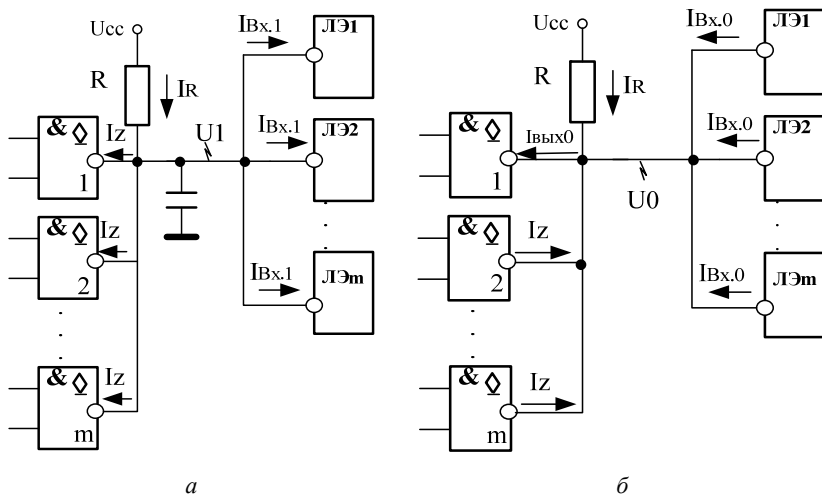 Ucc
R
IR
IВх.1
ЛЭ1
& ◊
Iz
1
U1
IВх.1
ЛЭ2
& ◊
Iz
2
IВх.1
ЛЭm
& ◊
Iz
m
а
Ucc
R
IR
IВх.0
ЛЭ1
& ◊
Iвых0
1
U0
IВх.0
ЛЭ2
& ◊
Iz
2
IВх.0
ЛЭm
& ◊
Iz
m
б